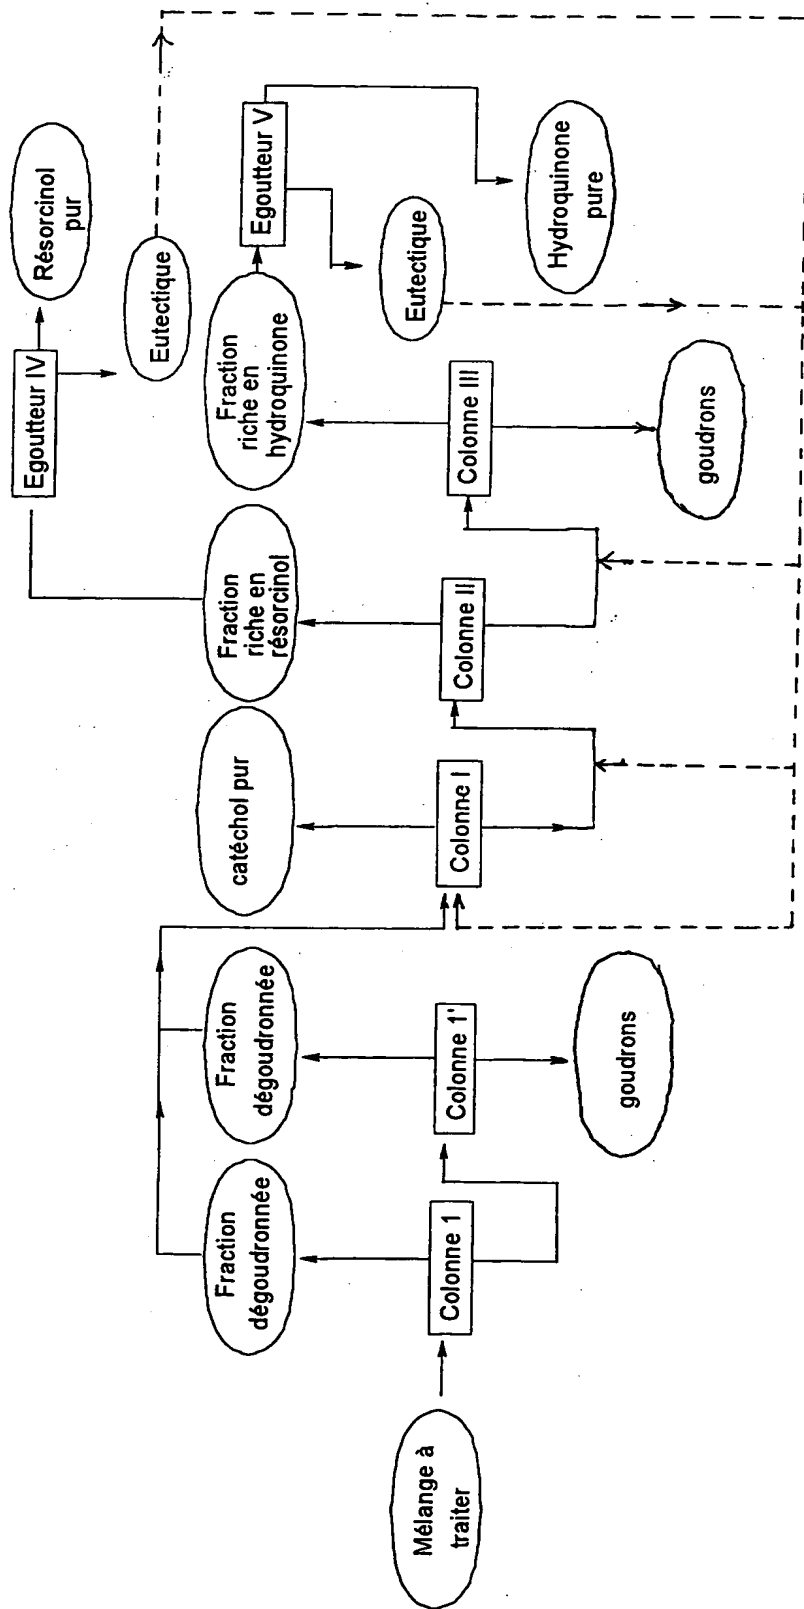 Mélange à
traiter
Colonne 1
Fraction
dégoudronnée
Colonne 1'
Fraction
dégoudronnée
goudrons
Colonne I
catéchol pur
Colonne II
Fraction
riche en
résorcinol
Colonne III
Fraction
riche en
hydroquinone
goudrons
Egoutteur IV
Résorcinol
pur
Eutectique
Egoutteur V
Eutectique
Hydroquinone
pure